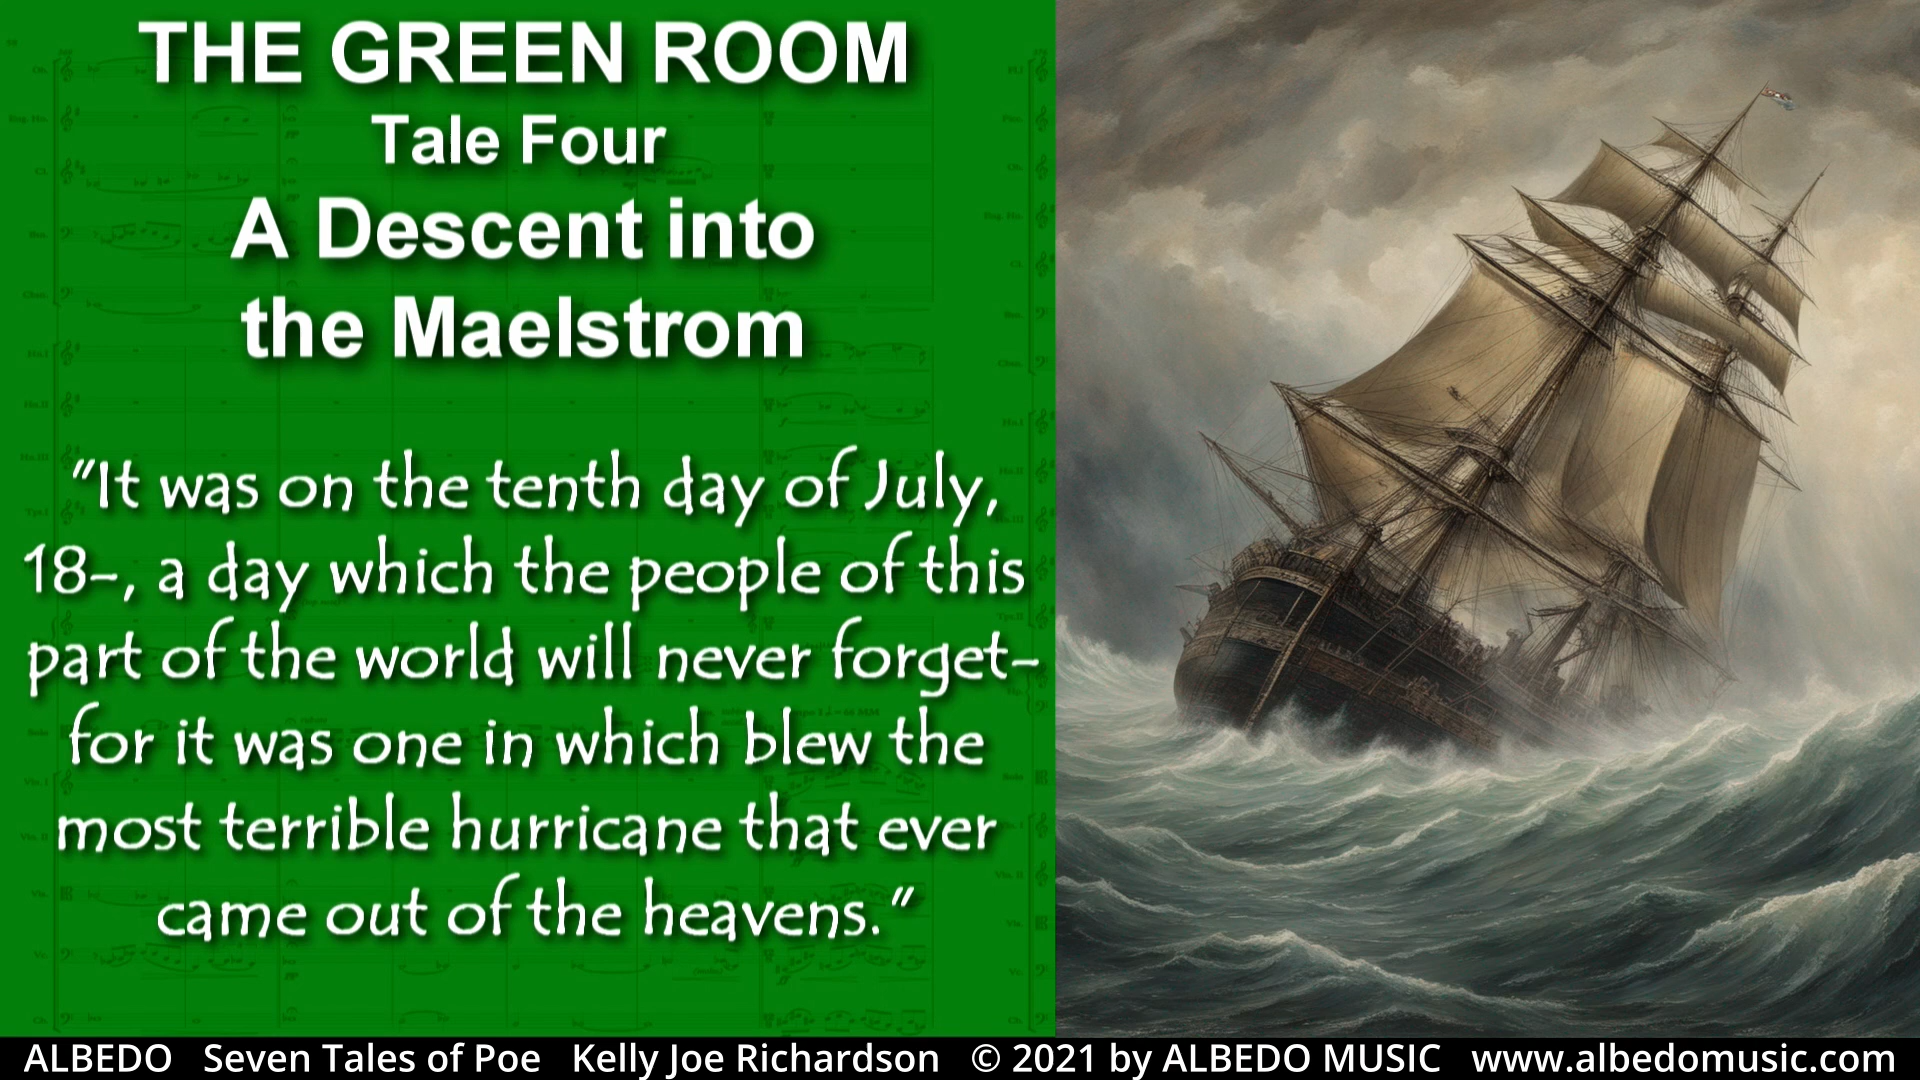 THE GREEN ROOM
Tale Four
A Descent into
the Maelstrom
"It was on the tenth day of July,
18-, a day which the people of this
part of the world will never forget-
for it was one in which blew the
most terrible hurricane that ever
came out of the heavens."
ALBEDO Seven Tales of Poe Kelly Joe Richardson © 2021 by ALBEDO MUSIC www.albedomusic.com